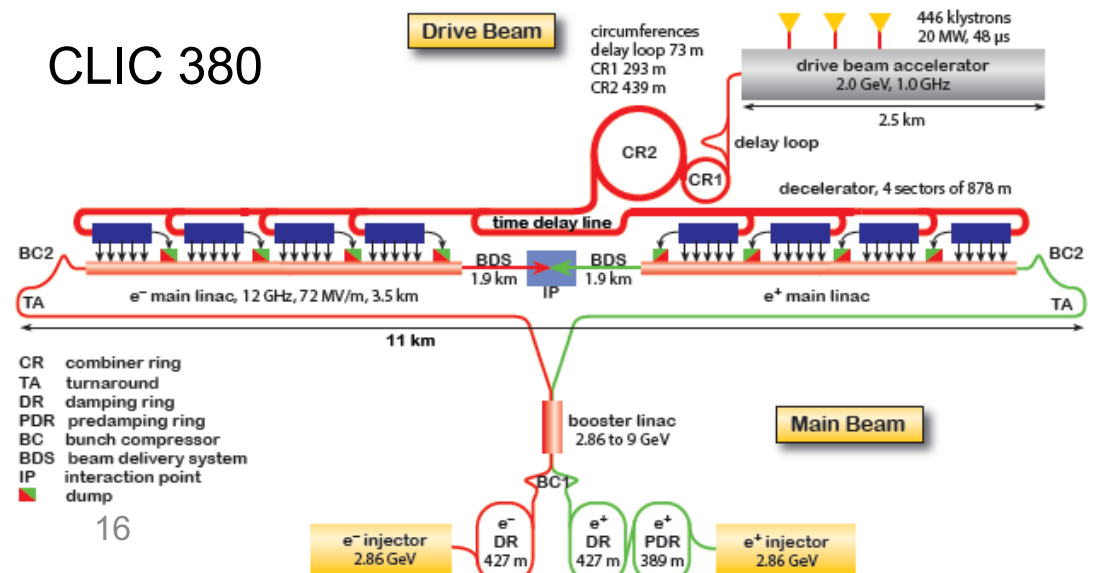 CLIC 380
Drive Beam
circumferences
delay loop 73 m
CR1 293 m
CR2 439 m
446 klystrons
20 MW, 48 µs
drive beam accelerator
2.0 GeV, 1.0 GHz
2.5 km
delay loop
CR2
CR1
decelerator, 4 sectors of 878 m
time delay line
BC2
BDS
1.9 km
IP
BDS
1.9 km
BC2
TA
e⁻ main linac, 12 GHz, 72 MV/m, 3.5 km
e⁺ main linac
TA
11 km
CR combiner ring
TA turnaround
DR damping ring
PDR predamping ring
BC bunch compressor
BDS beam delivery system
IP interaction point
dump
16
booster linac
2.86 to 9 GeV
Main Beam
BC1
e⁻ injector
2.86 GeV
e⁻
DR
427 m
e⁺
DR
427 m
e⁺
PDR
389 m
e⁺ injector
2.86 GeV